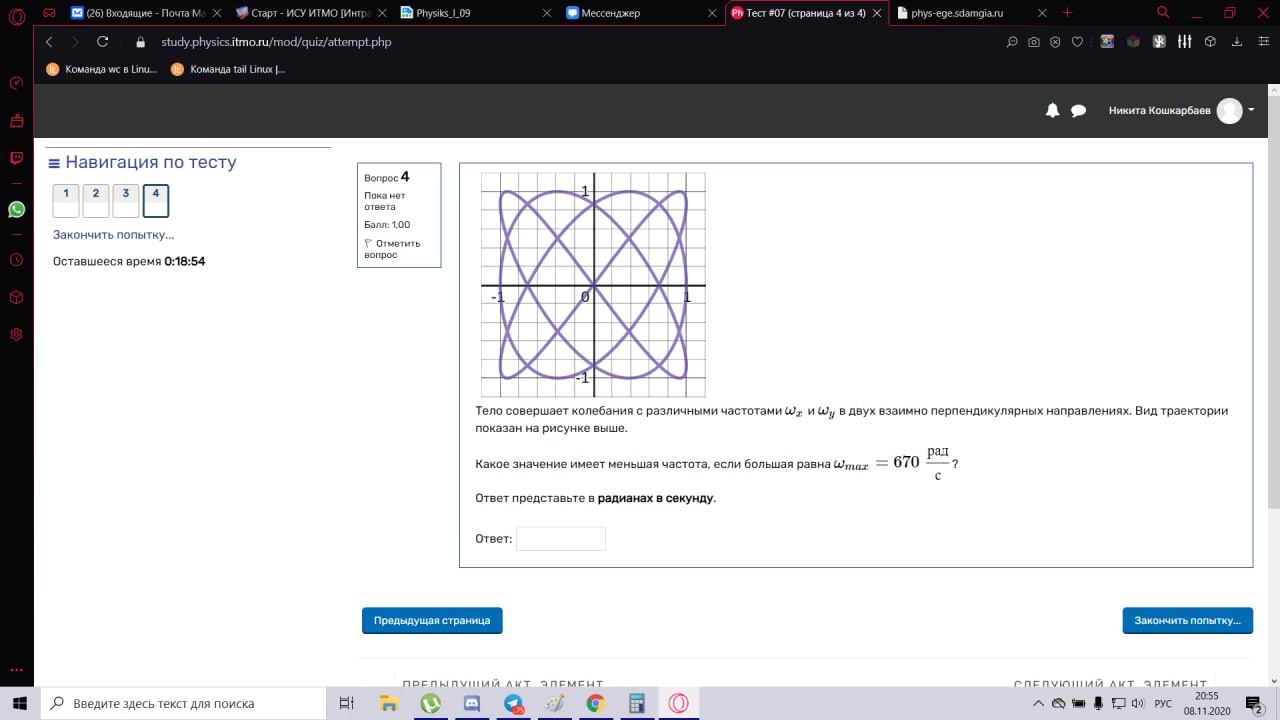 (26) Входящие - Почта Ma
Старт - ИСУ ИТМО [Интра
Physiks_l_09
Мессенджер
Ph Тест #07 (страница 4 из 4)
phys-ege.sdamgia.ru
study.physics.itmo.ru/mod/quiz/attempt.php
Команда wc в Linu...
Команда tail Linux |...
Никита Кошкарбаев
Навигация по тесту
1 2 3 4
Закончить попытку...
Оставшееся время 0:18:54
Вопрос 4
Пока нет
ответа
Балл: 1,00
Отметить
вопрос
1
-1 0 1
-1
Тело совершает колебания с различными частотами ωx и ωy в двух взаимно перпендикулярных направлениях. Вид траектории
показан на рисунке выше.
Какое значение имеет меньшая частота, если большая равна ωmax = 670 рад/с ?
Ответ представьте в радианах в секунду.
Ответ:
Предыдущая страница
Закончить попытку...
ПРЕДЫДУЩИЙ АКТ. ЭЛЕМЕНТ
СЛЕДУЮЩИЙ АКТ. ЭЛЕМЕНТ
Введите здесь текст для поиска
РУС
20:55
08.11.2020
2